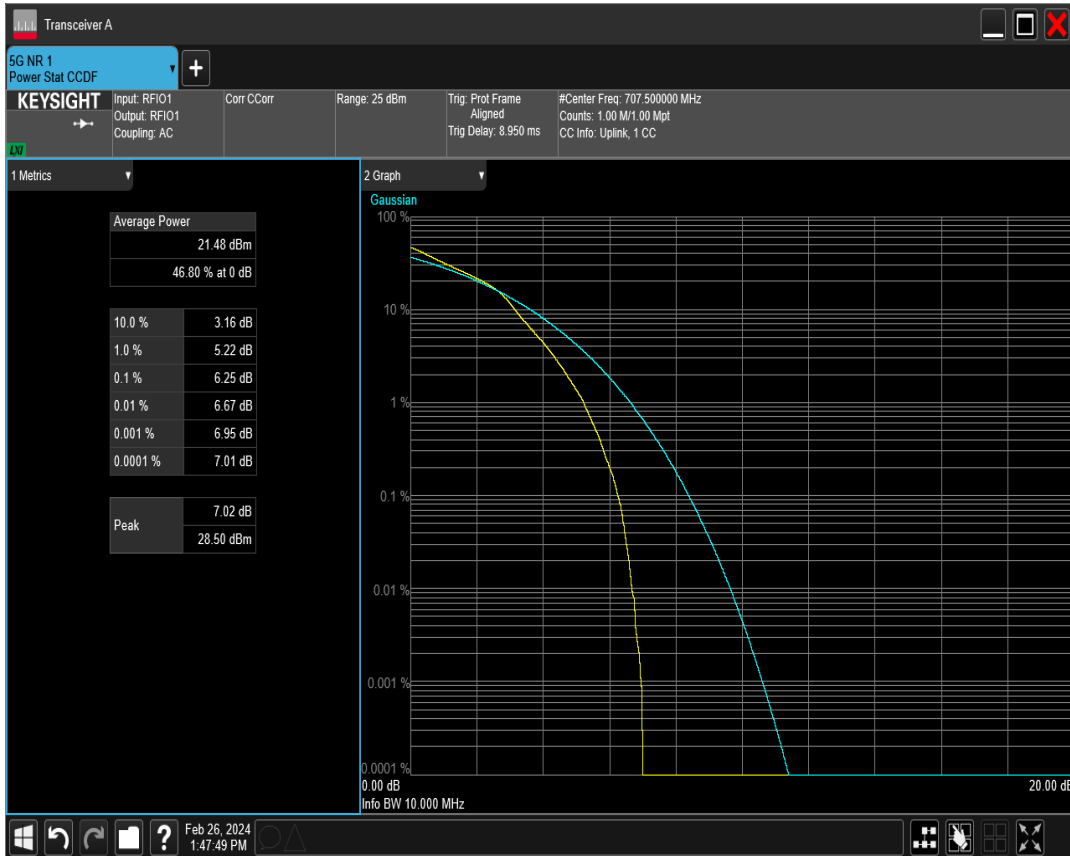 Transceiver A
5G NR 1
Power Stat CCDF
KEYSIGHT
LXI
Input: RFIO1
Output: RFIO1
Coupling: AC
Corr CCorr
Range: 25 dBm
Trig: Prot Frame
Aligned
Trig Delay: 8.950 ms
#Center Freq: 707.500000 MHz
Counts: 1.00 M/1.00 Mpt
CC Info: Uplink, 1 CC
1 Metrics
Average Power
21.48 dBm
46.80 % at 0 dB
10.0 % 3.16 dB
1.0 % 5.22 dB
0.1 % 6.25 dB
0.01 % 6.67 dB
0.001 % 6.95 dB
0.0001 % 7.01 dB
Peak 7.02 dB
28.50 dBm
2 Graph
Gaussian
100 %
10 %
1 %
0.1 %
0.01 %
0.001 %
0.0001 %
0.00 dB 20.00 dB
Info BW 10.000 MHz
? Feb 26, 2024
1:47:49 PM